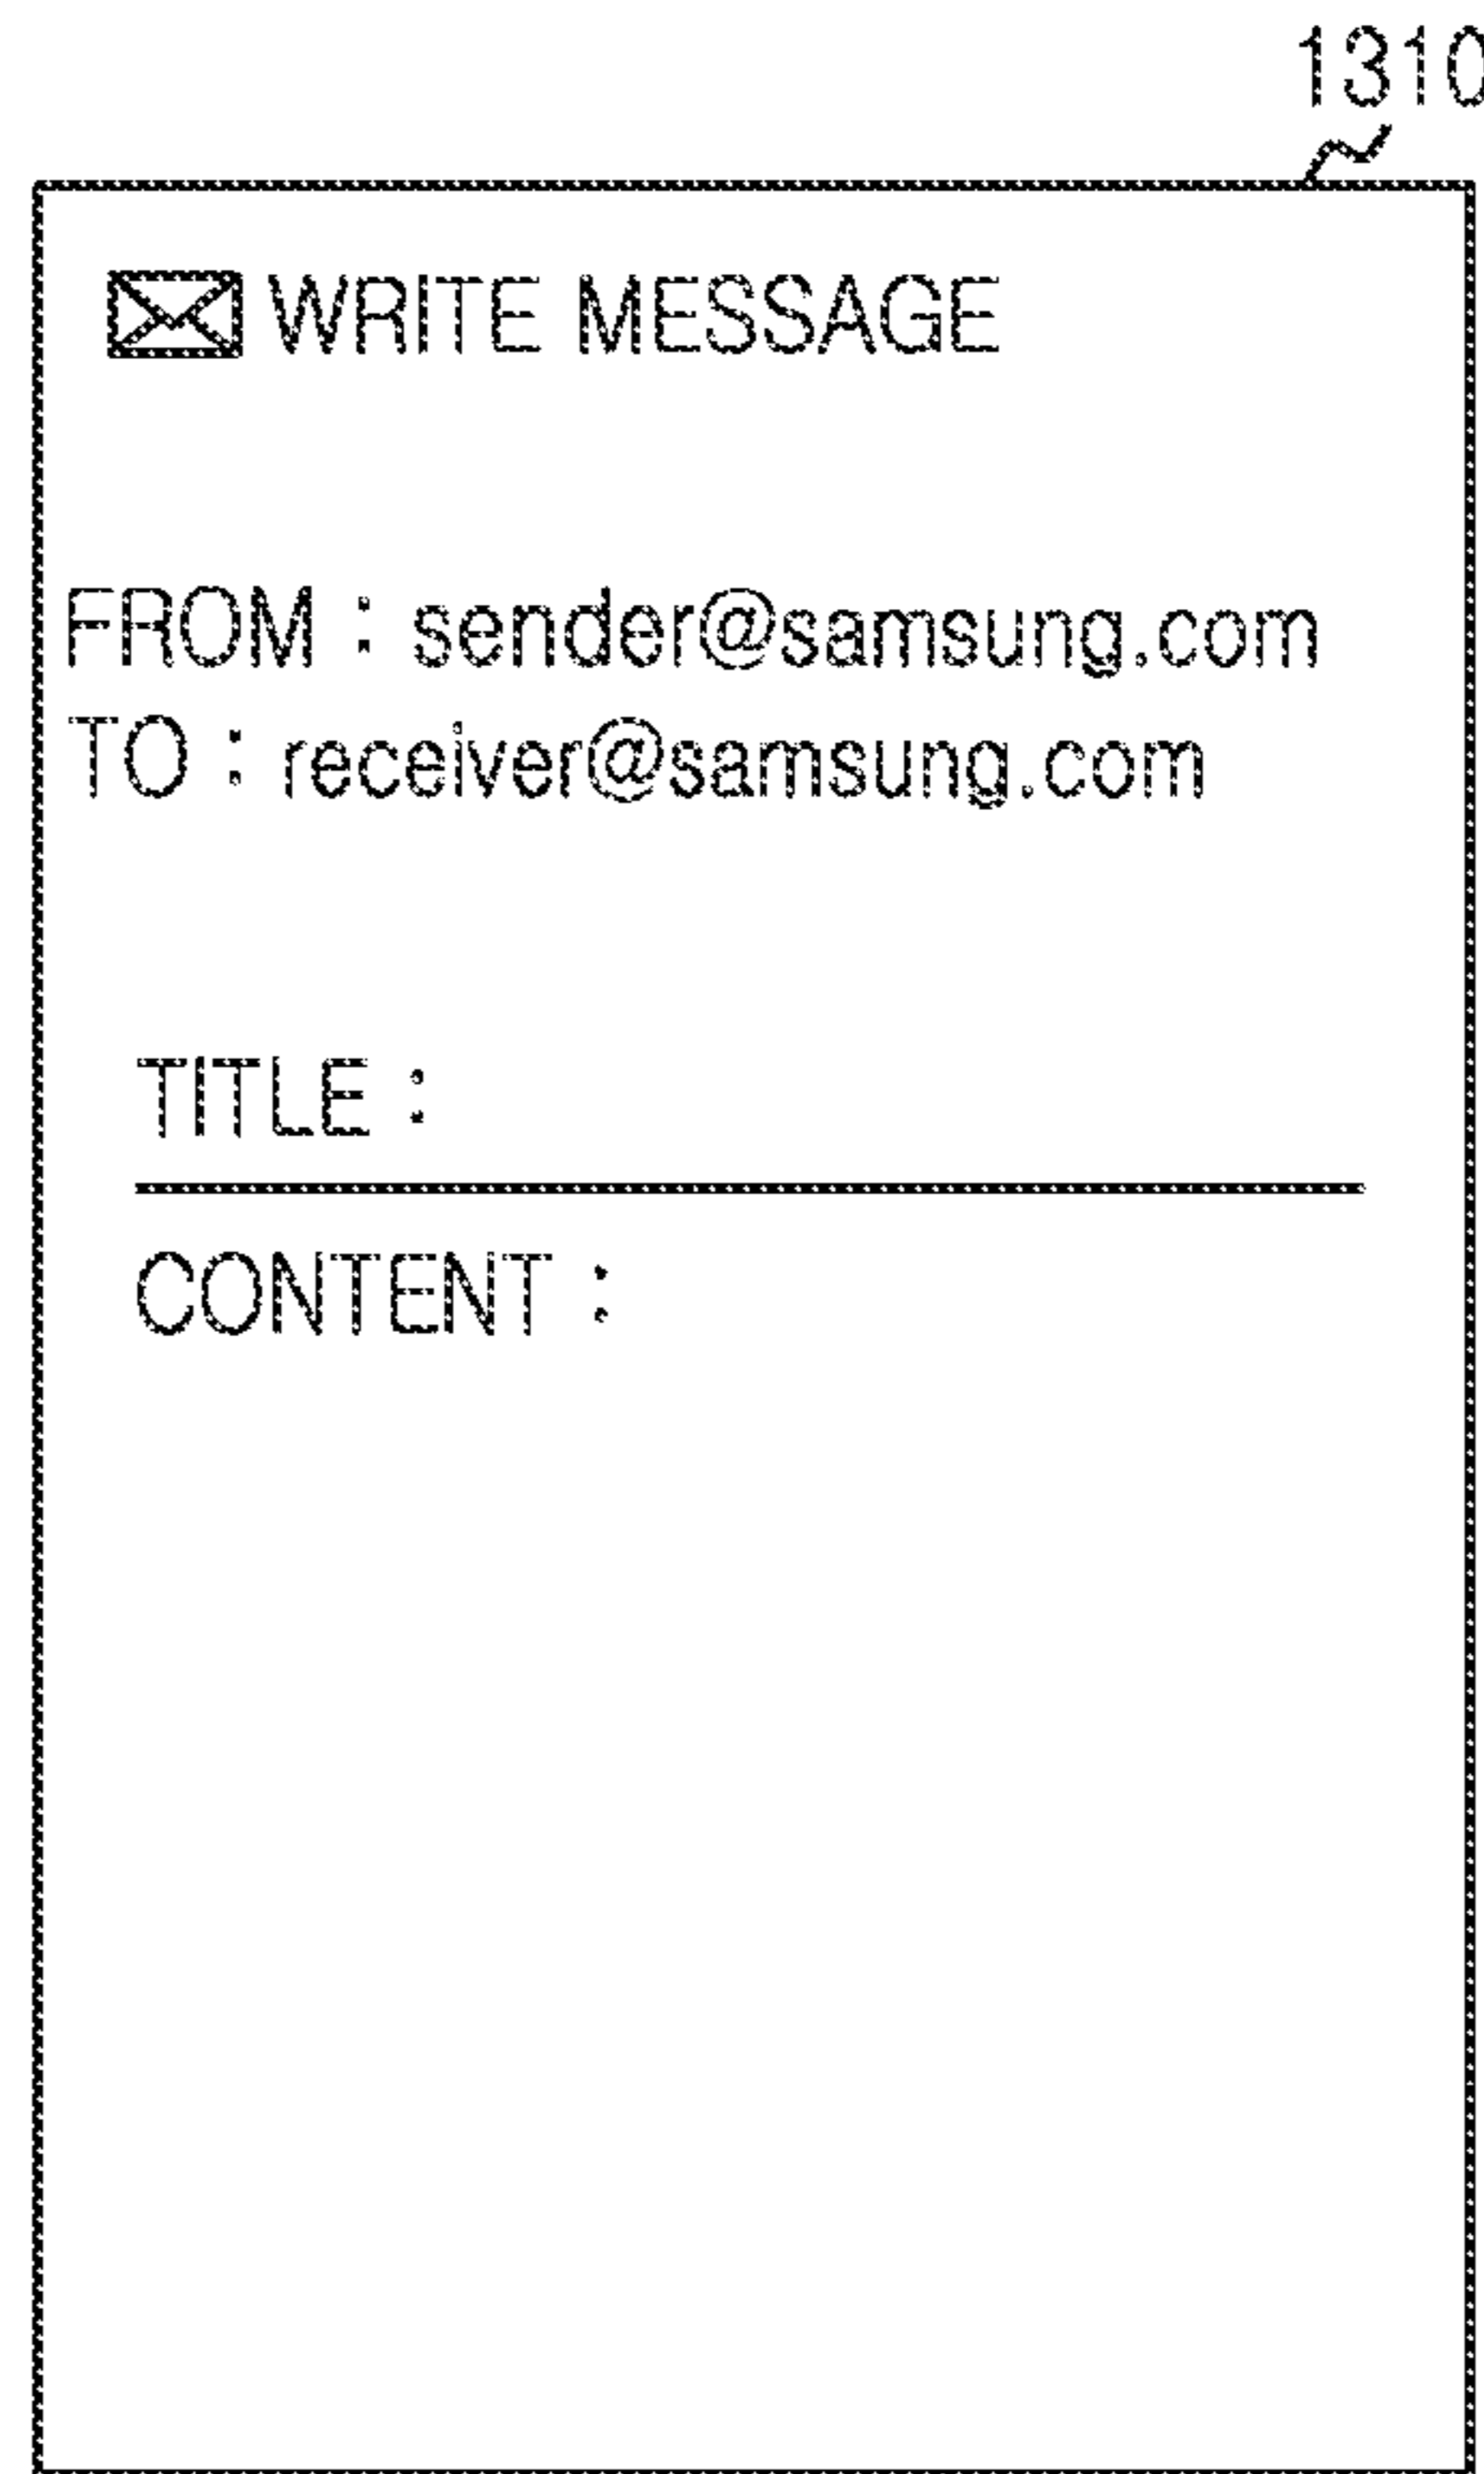 1310
WRITE MESSAGE
FROM : sender@samsung.com
TO : receiver@samsung.com
TITLE :
CONTENT :